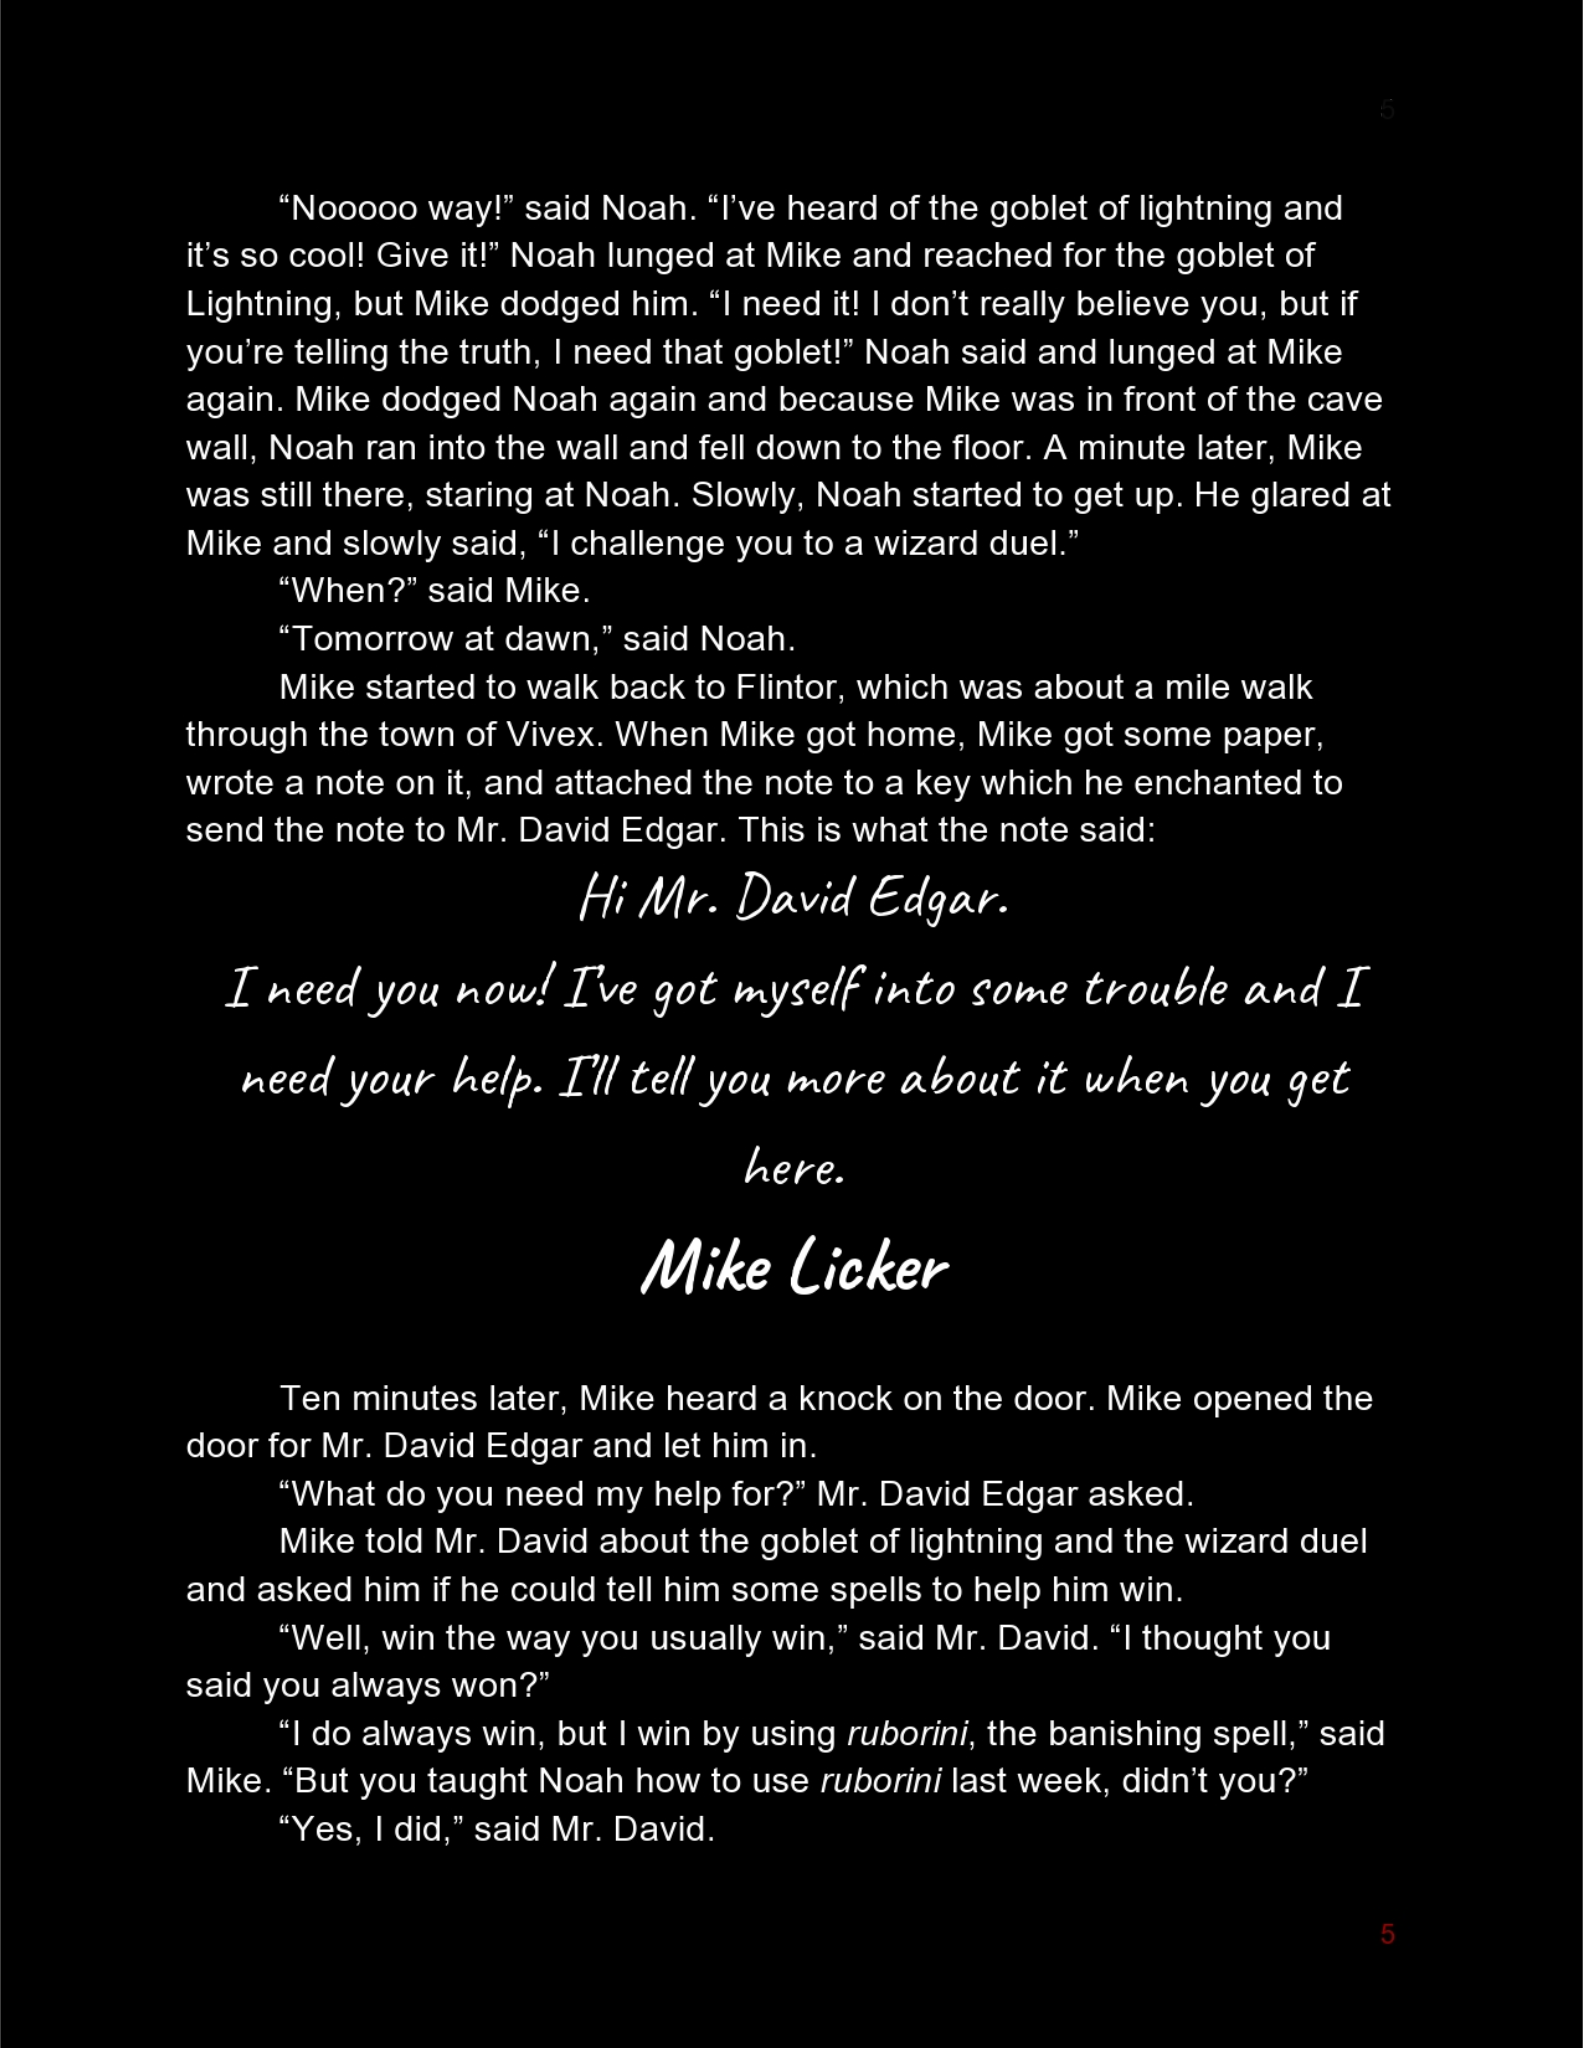 5
“Nooooo way!” said Noah. “I’ve heard of the goblet of lightning and
it’s so cool! Give it!” Noah lunged at Mike and reached for the goblet of
Lightning, but Mike dodged him. “I need it! I don’t really believe you, but if
you’re telling the truth, I need that goblet!” Noah said and lunged at Mike
again. Mike dodged Noah again and because Mike was in front of the cave
wall, Noah ran into the wall and fell down to the floor. A minute later, Mike
was still there, staring at Noah. Slowly, Noah started to get up. He glared at
Mike and slowly said, “I challenge you to a wizard duel.”
“When?” said Mike.
“Tomorrow at dawn,” said Noah.
Mike started to walk back to Flintor, which was about a mile walk
through the town of Vivex. When Mike got home, Mike got some paper,
wrote a note on it, and attached the note to a key which he enchanted to
send the note to Mr. David Edgar. This is what the note said:
Hi Mr. David Edgar.
I need you now! I’ve got myself into some trouble and I
need your help. I’ll tell you more about it when you get
here.
Mike Licker
Ten minutes later, Mike heard a knock on the door. Mike opened the
door for Mr. David Edgar and let him in.
“What do you need my help for?” Mr. David Edgar asked.
Mike told Mr. David about the goblet of lightning and the wizard duel
and asked him if he could tell him some spells to help him win.
“Well, win the way you usually win,” said Mr. David. “I thought you
said you always won?”
“I do always win, but I win by using ruborini, the banishing spell,” said
Mike. “But you taught Noah how to use ruborini last week, didn’t you?”
“Yes, I did,” said Mr. David.
5